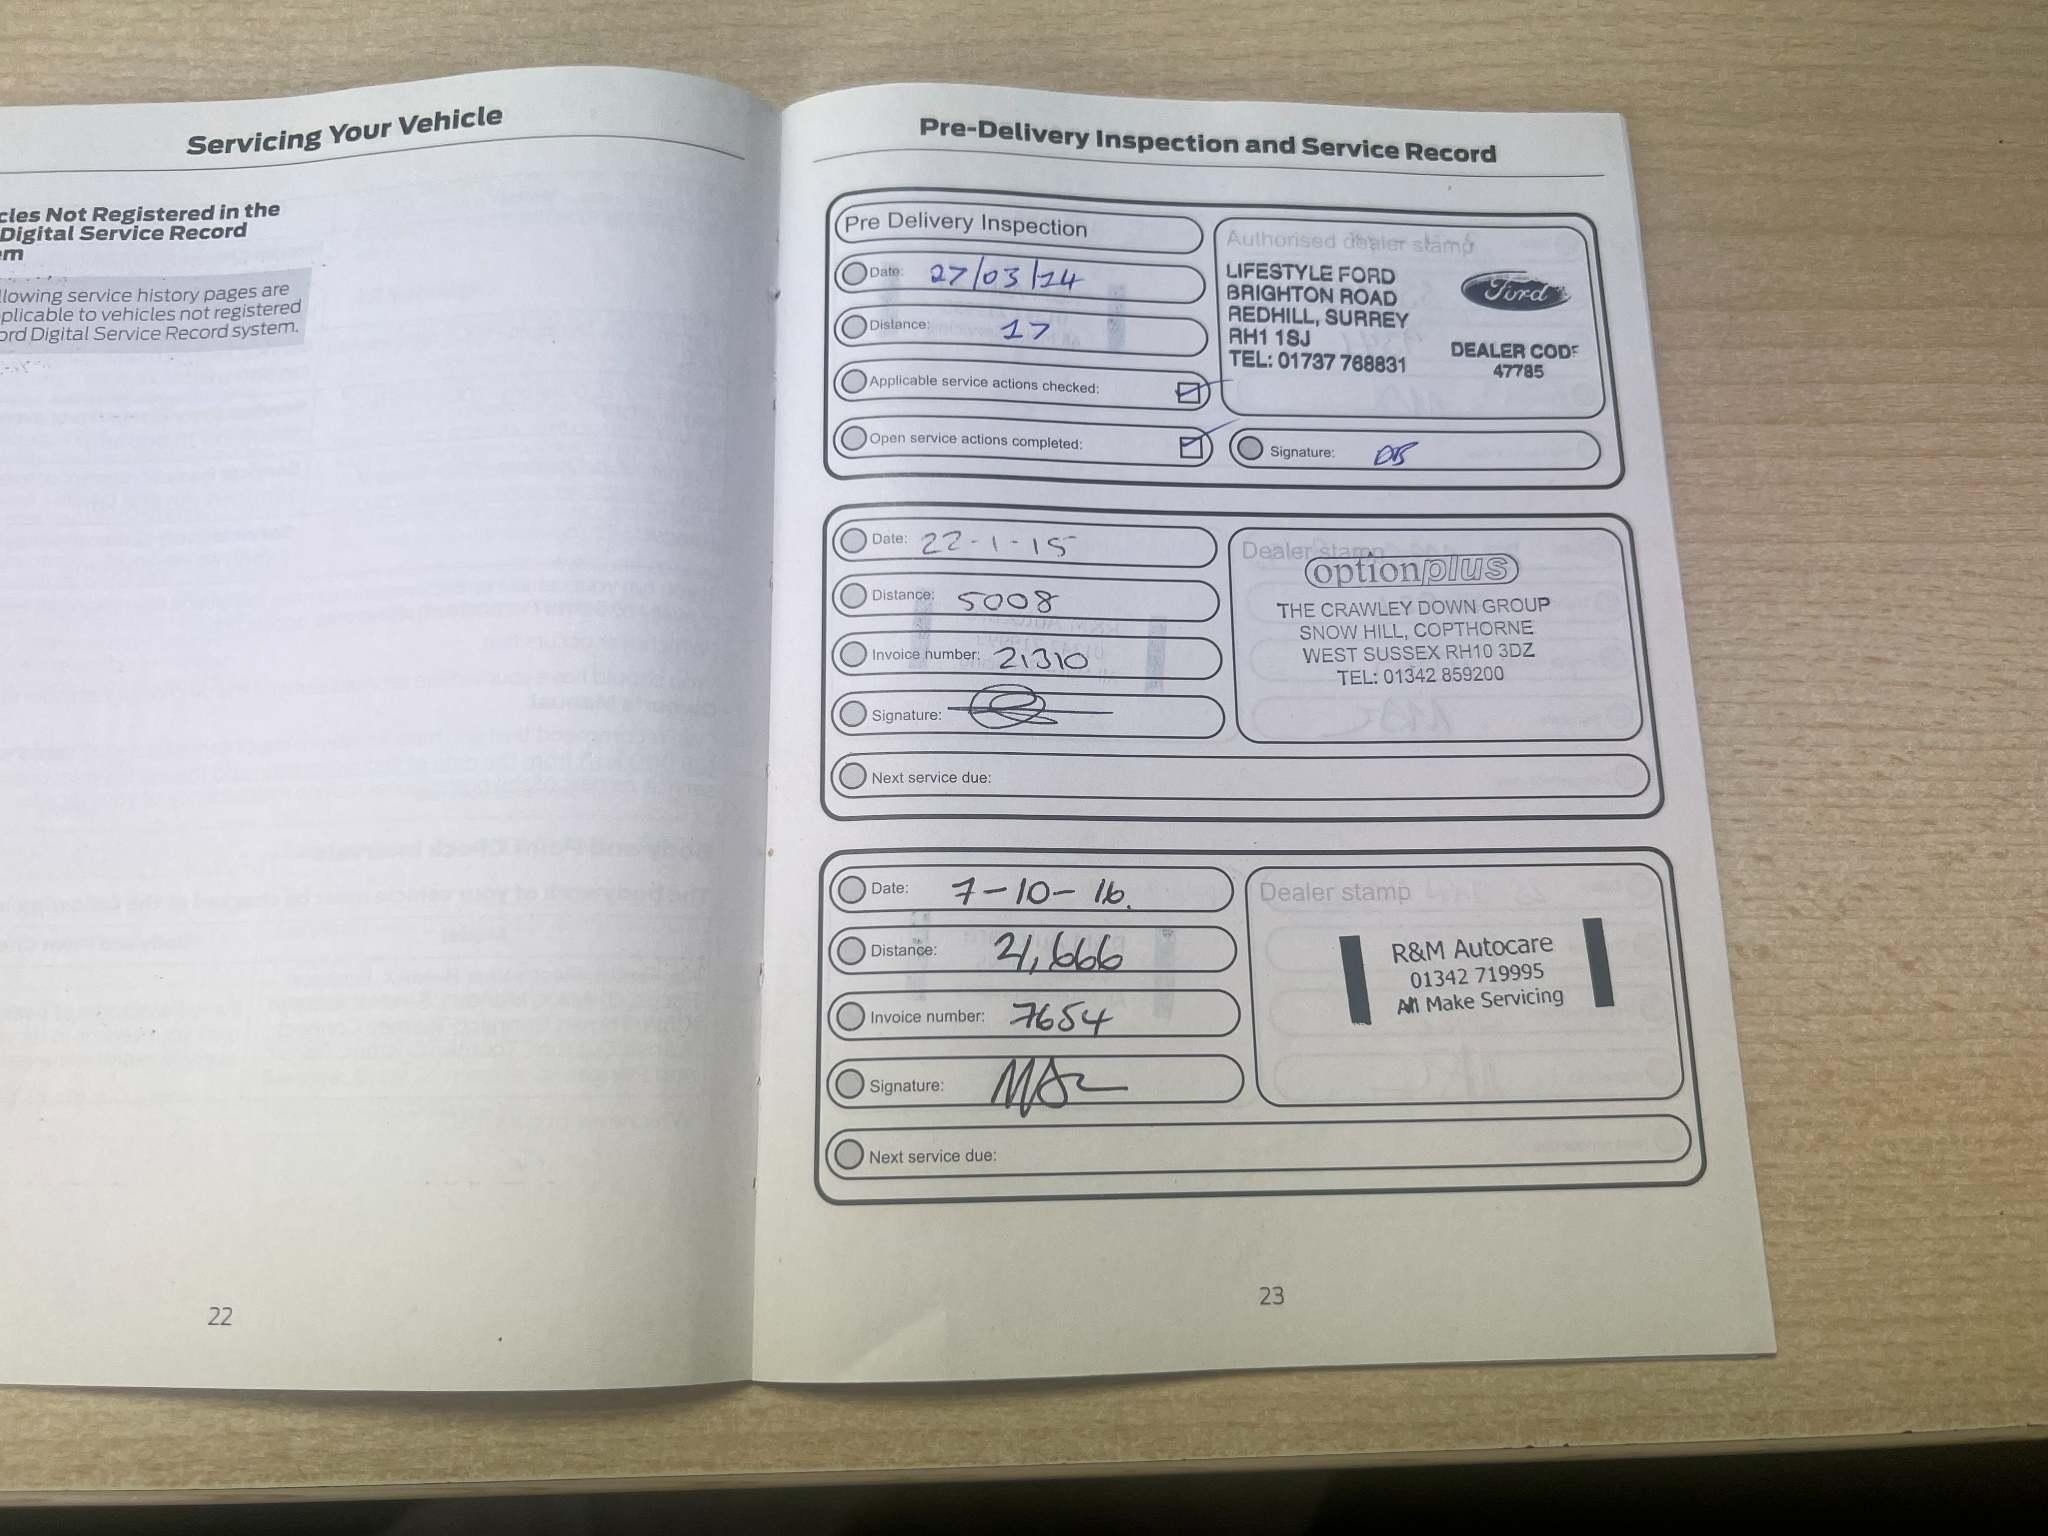 Servicing Your Vehicle
cles Not Registered in the
Digital Service Record
em
llowing service history pages are
plicable to vehicles not registered
ord Digital Service Record system.
22
Pre-Delivery Inspection and Service Record
Pre Delivery Inspection
Date: 27/03/14
Distance: 17
Applicable service actions checked:
Open service actions completed:
Authorised dealer stamp
LIFESTYLE FORD
BRIGHTON ROAD
REDHILL, SURREY
RH1 1SJ
TEL: 01737 768831
Ford
DEALER CODE
47785
Signature:
Date: 22-1-15
Distance: 5008
Invoice number: 21310
Signature:
Next service due:
Dealer stamp
optionplus
THE CRAWLEY DOWN GROUP
SNOW HILL, COPTHORNE
WEST SUSSEX RH10 3DZ
TEL: 01342 859200
Date: 7-10-16.
Distance: 21,666
Invoice number: 7654
Signature:
Next service due:
Dealer stamp
R&M Autocare
01342 719995
All Make Servicing
23